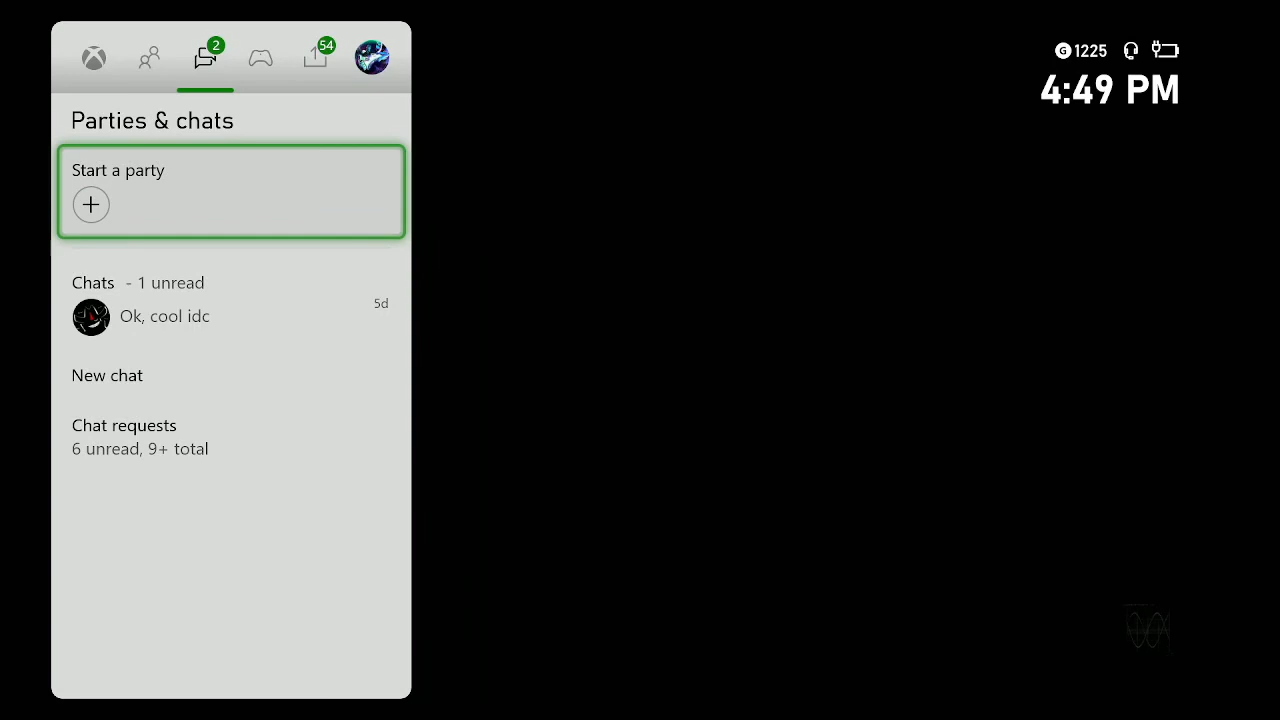 2
54
G 1225
4:49 PM
Parties & chats
Start a party
Chats - 1 unread
Ok, cool idc
5d
New chat
Chat requests
6 unread, 9+ total